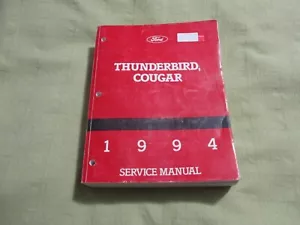 Ford
THUNDERBIRD,
COUGAR
1 9 9 4
SERVICE MANUAL